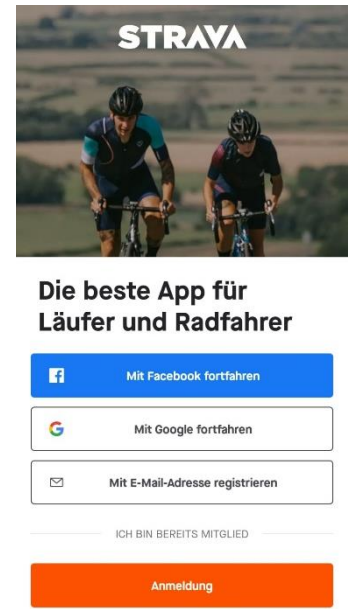 STRAVA
Die beste App für
Läufer und Radfahrer
Mit Facebook fortfahren
Mit Google fortfahren
Mit E-Mail-Adresse registrieren
ICH BIN BEREITS MITGLIED
Anmeldung